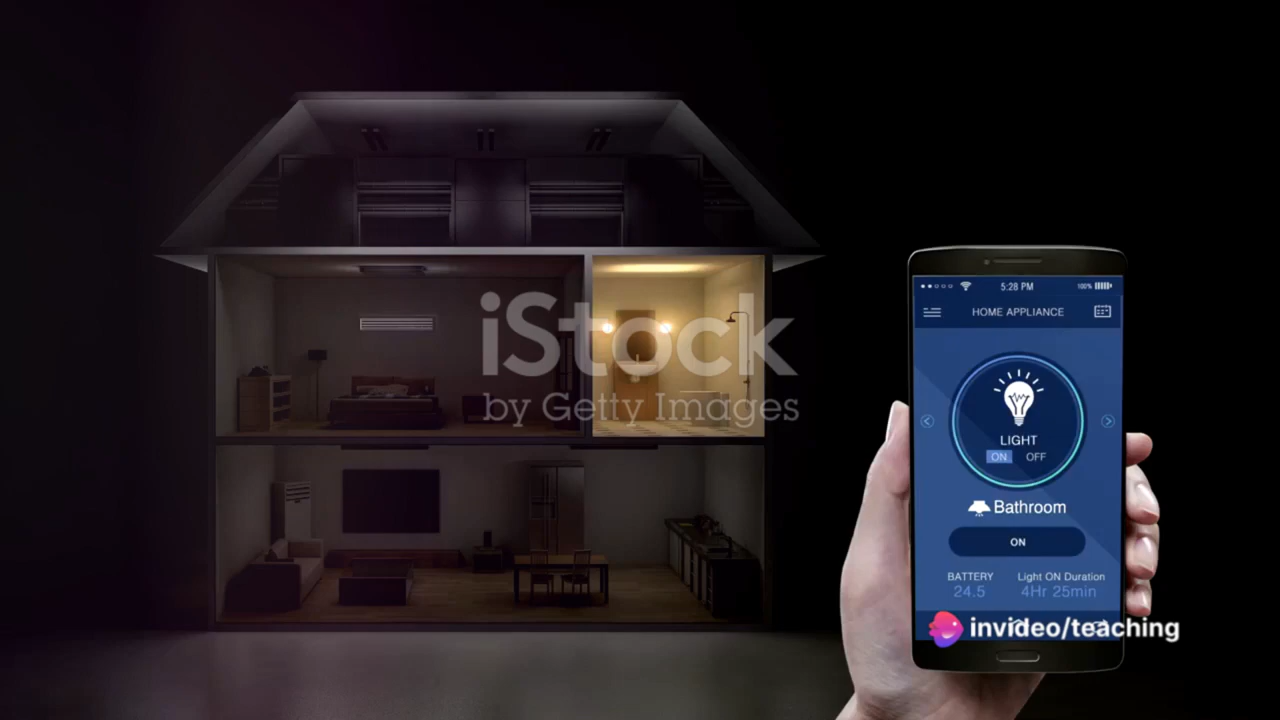 iStock
by Getty Images
5:28 PM
100%
HOME APPLIANCE
LIGHT
ON OFF
Bathroom
ON
BATTERY Light ON Duration
24.5 4Hr 25min
invideo/teaching